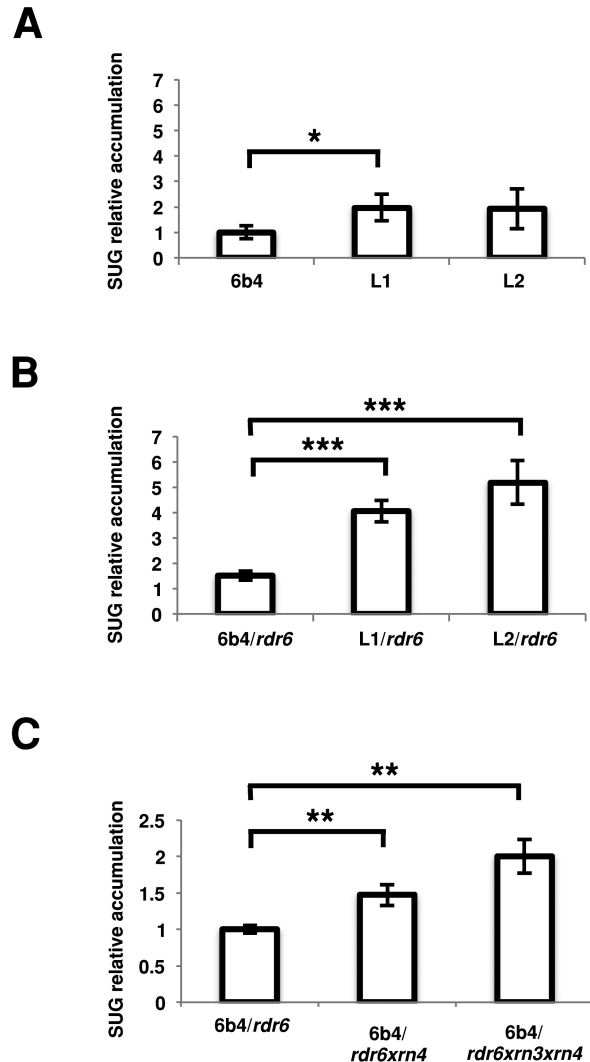 A
SUG relative accumulation
7
6
5
4
3
2
1
0
*
6b4
L1
L2
B
SUG relative accumulation
7
6
5
4
3
2
1
0
***
***
6b4/rdr6
L1/rdr6
L2/rdr6
C
SUG relative accumulation
2.5
2
1.5
1
0.5
0
**
**
6b4/rdr6
6b4/
rdr6xrn4
6b4/
rdr6xrn3xrn4